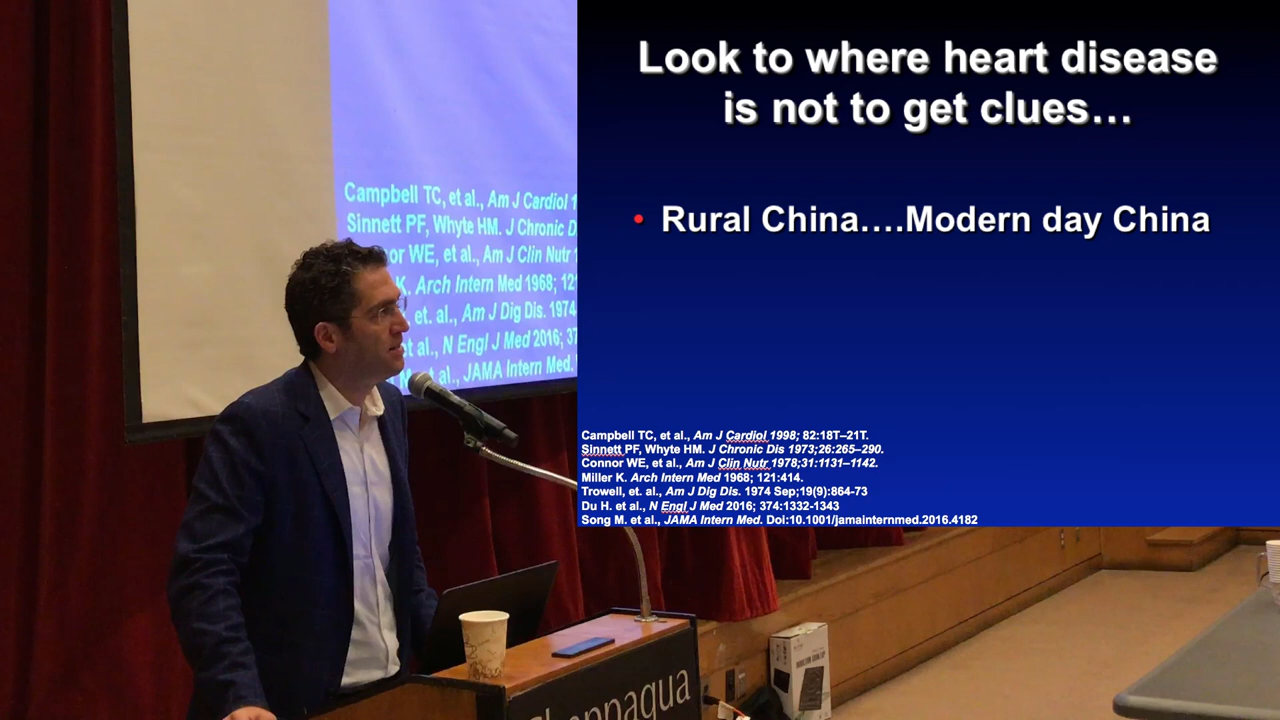 Look to where heart disease
is not to get clues…
• Rural China….Modern day China
Campbell TC, et al., Am J Cardiol 1998; 82:18T–21T.
Sinnett PF, Whyte HM. J Chronic Dis 1973;26:265–290.
Connor WE, et al., Am J Clin Nutr 1978;31:1131–1142.
Miller K. Arch Intern Med 1968; 121:414.
Trowell, et. al., Am J Dig Dis. 1974 Sep;19(9):864-73
Du H. et al., N Engl J Med 2016; 374:1332-1343
Song M. et al., JAMA Intern Med. Doi:10.1001/jamainternmed.2016.4182
Campbell TC, et al., Am J Cardiol 1
Sinnett PF, Whyte HM. J Chronic D
or WE, et al., Am J Clin Nutr
K. Arch Intern Med 1968; 12
et. al., Am J Dig Dis. 1974
et al., N Engl J Med 2016; 37
M. et al., JAMA Intern Med.
Chappaqua